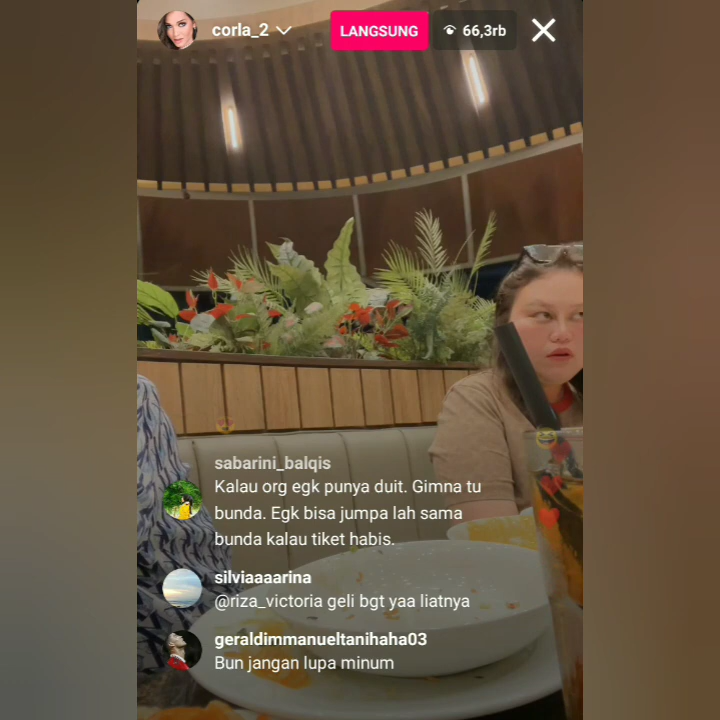 corla_2
LANGSUNG
66,3rb
sabarini_balqis
Kalau org egk punya duit. Gimna tu
bunda. Egk bisa jumpa lah sama
bunda kalau tiket habis.
silviaaaarina
@riza_victoria geli bgt yaa liatnya
geraldimmanueltanihaha03
Bun jangan lupa minum